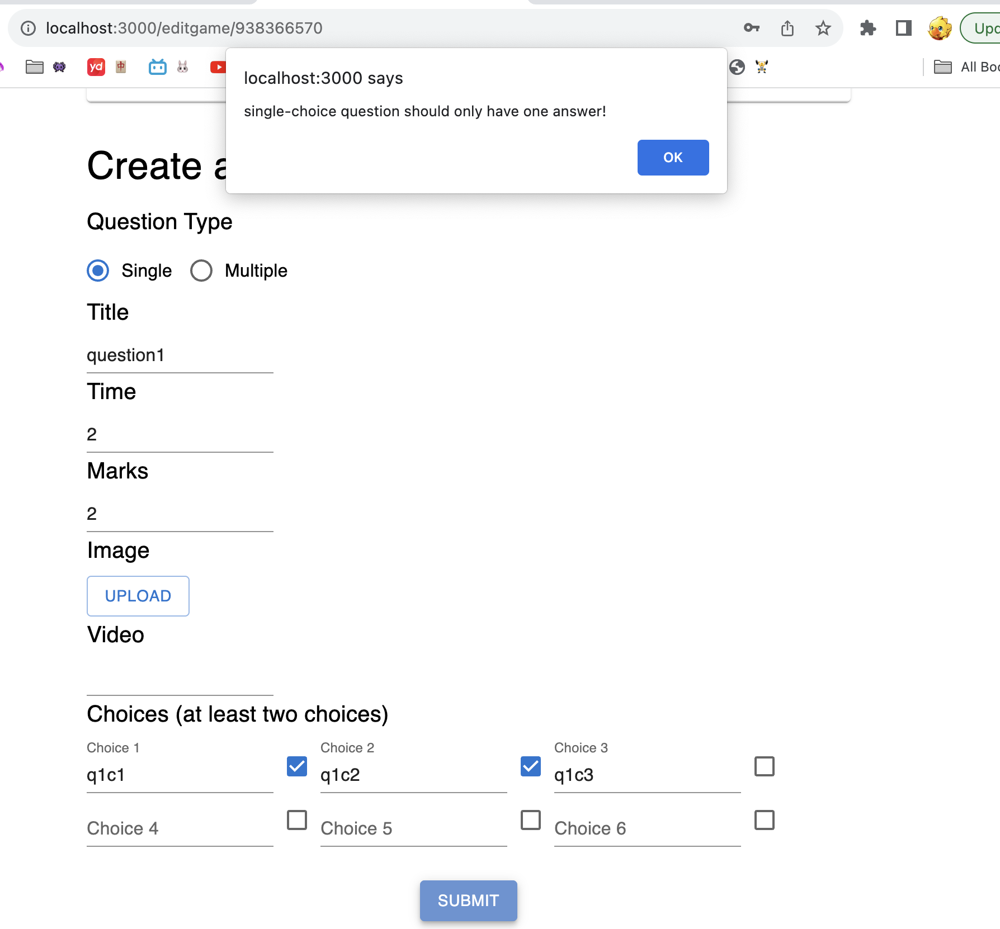 localhost:3000/editgame/938366570
Upd
yd 中
All Boo
localhost:3000 says
single-choice question should only have one answer!
OK
Create a
Question Type
Single Multiple
Title
question1
Time
2
Marks
2
Image
UPLOAD
Video
Choices (at least two choices)
Choice 1 Choice 2 Choice 3
q1c1 q1c2 q1c3
Choice 4 Choice 5 Choice 6
SUBMIT